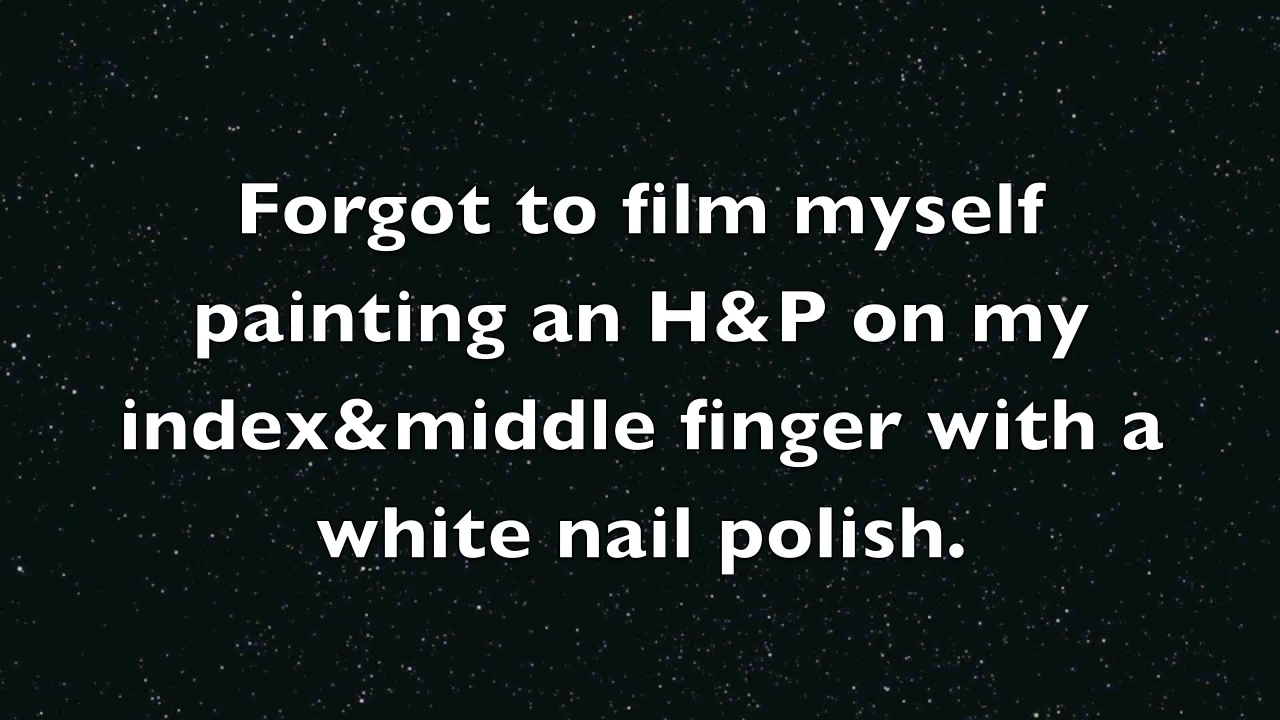 Forgot to film myself
painting an H&P on my
index&middle finger with a
white nail polish.